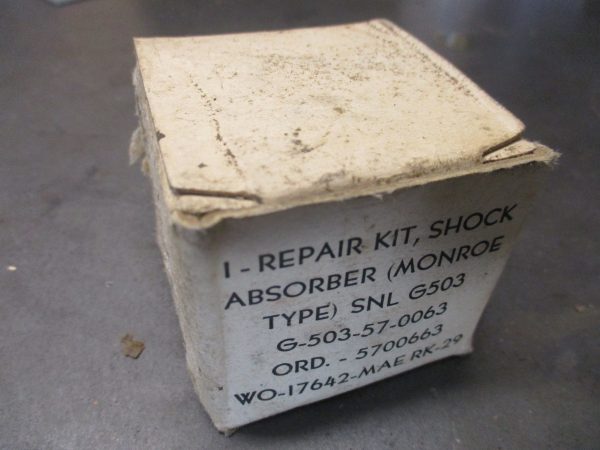 1 - REPAIR KIT, SHOCK
ABSORBER (MONROE
TYPE) SNL G503
G-503-57-0063
ORD. - 5700663
WO-17642-MAE RK-29